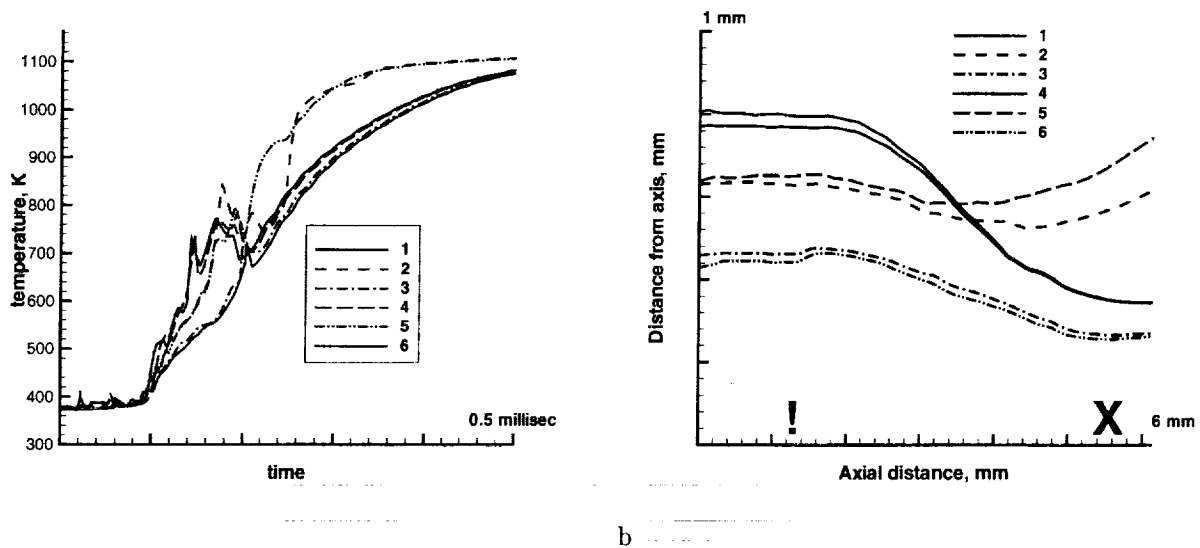 1100
1000
900
800
700
600
500
400
300
temperature, K
1
2
3
4
5
6
0.5 millisec
time
1 mm
Distance from axis, mm
1
2
3
4
5
6
!
X
6 mm
Axial distance, mm
b